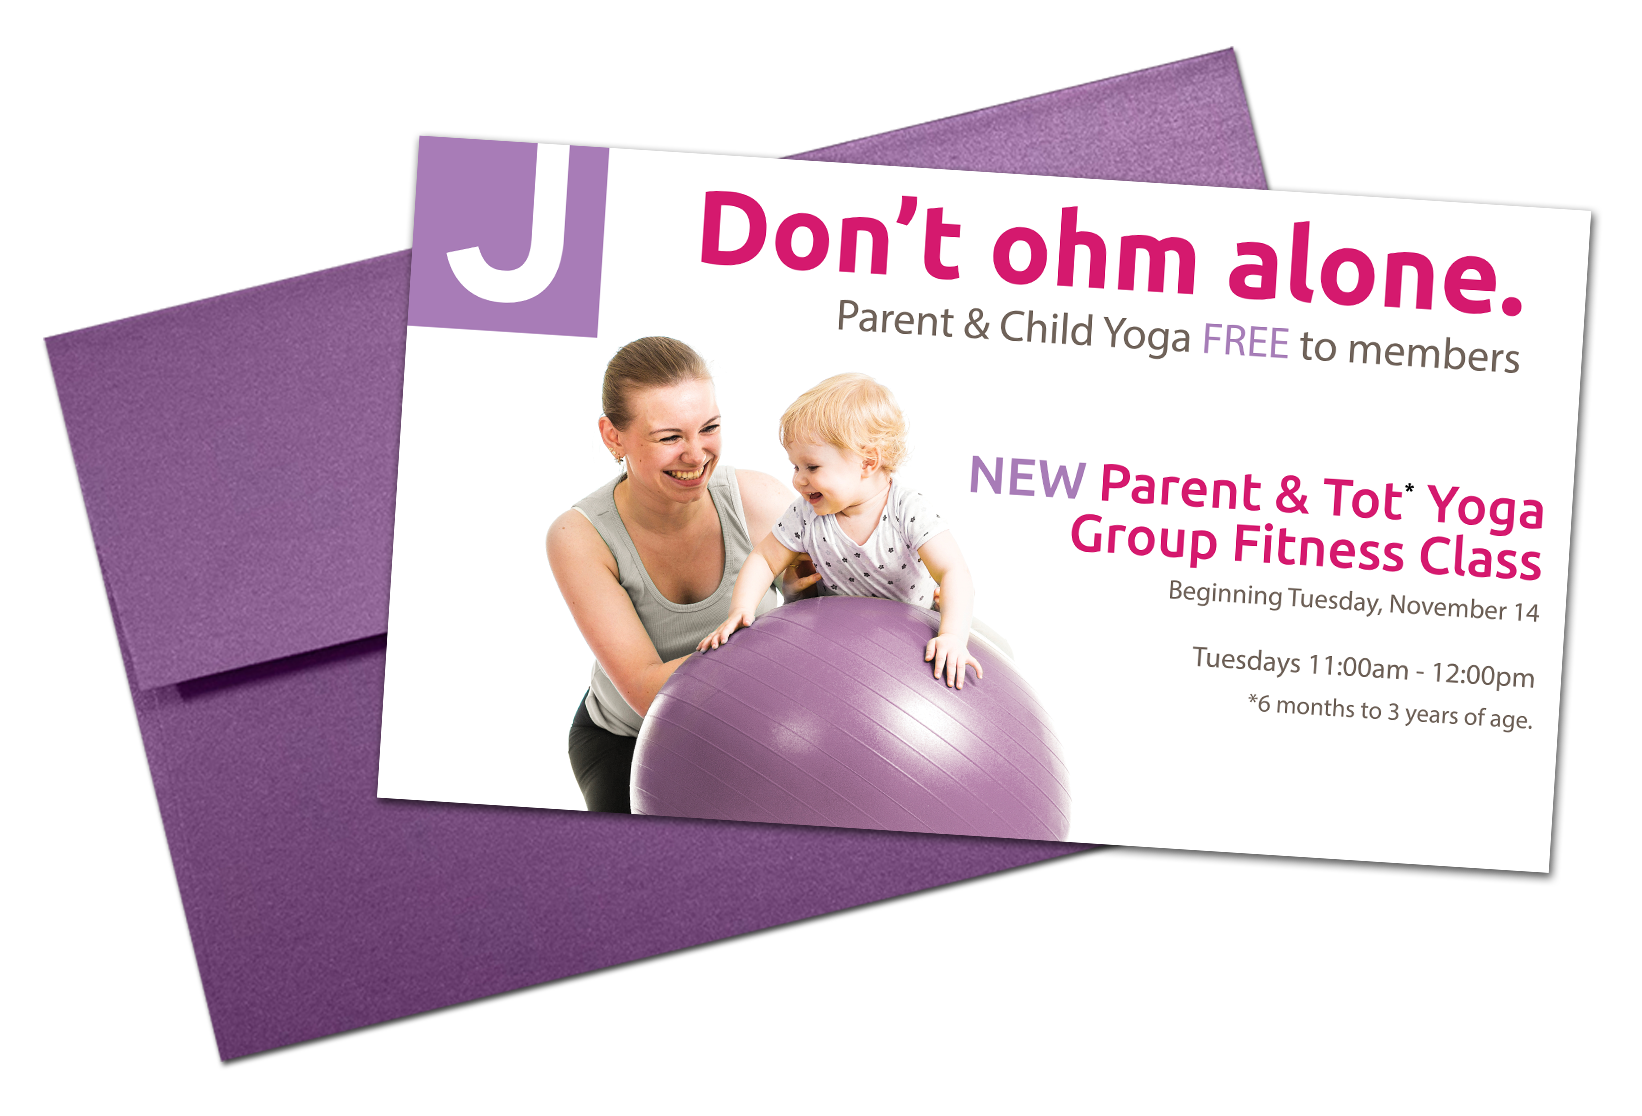 J
Don't ohm alone.
Parent & Child Yoga FREE to members
NEW Parent & Tot* Yoga
Group Fitness Class
Beginning Tuesday, November 14
Tuesdays 11:00am - 12:00pm
*6 months to 3 years of age.